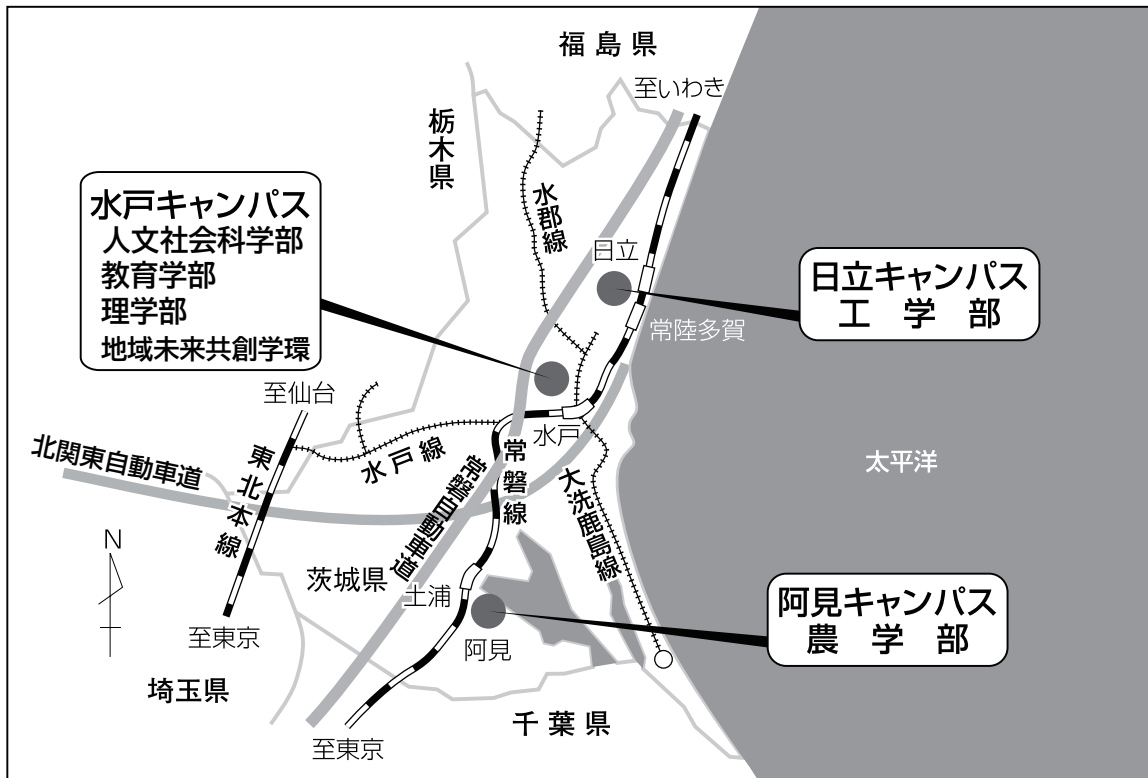 福島県
至いわき
栃木県
水戸キャンパス
人文社会科学部
教育学部
理学部
地域未来共創学環
水郡線
日立
日立キャンパス
工学部
常陸多賀
至仙台
水戸
水戸線
北関東自動車道
東北本線
常磐線
常磐自動車道
大洗鹿島線
太平洋
N
茨城県
土浦
阿見
阿見キャンパス
農学部
至東京
埼玉県
千葉県
至東京